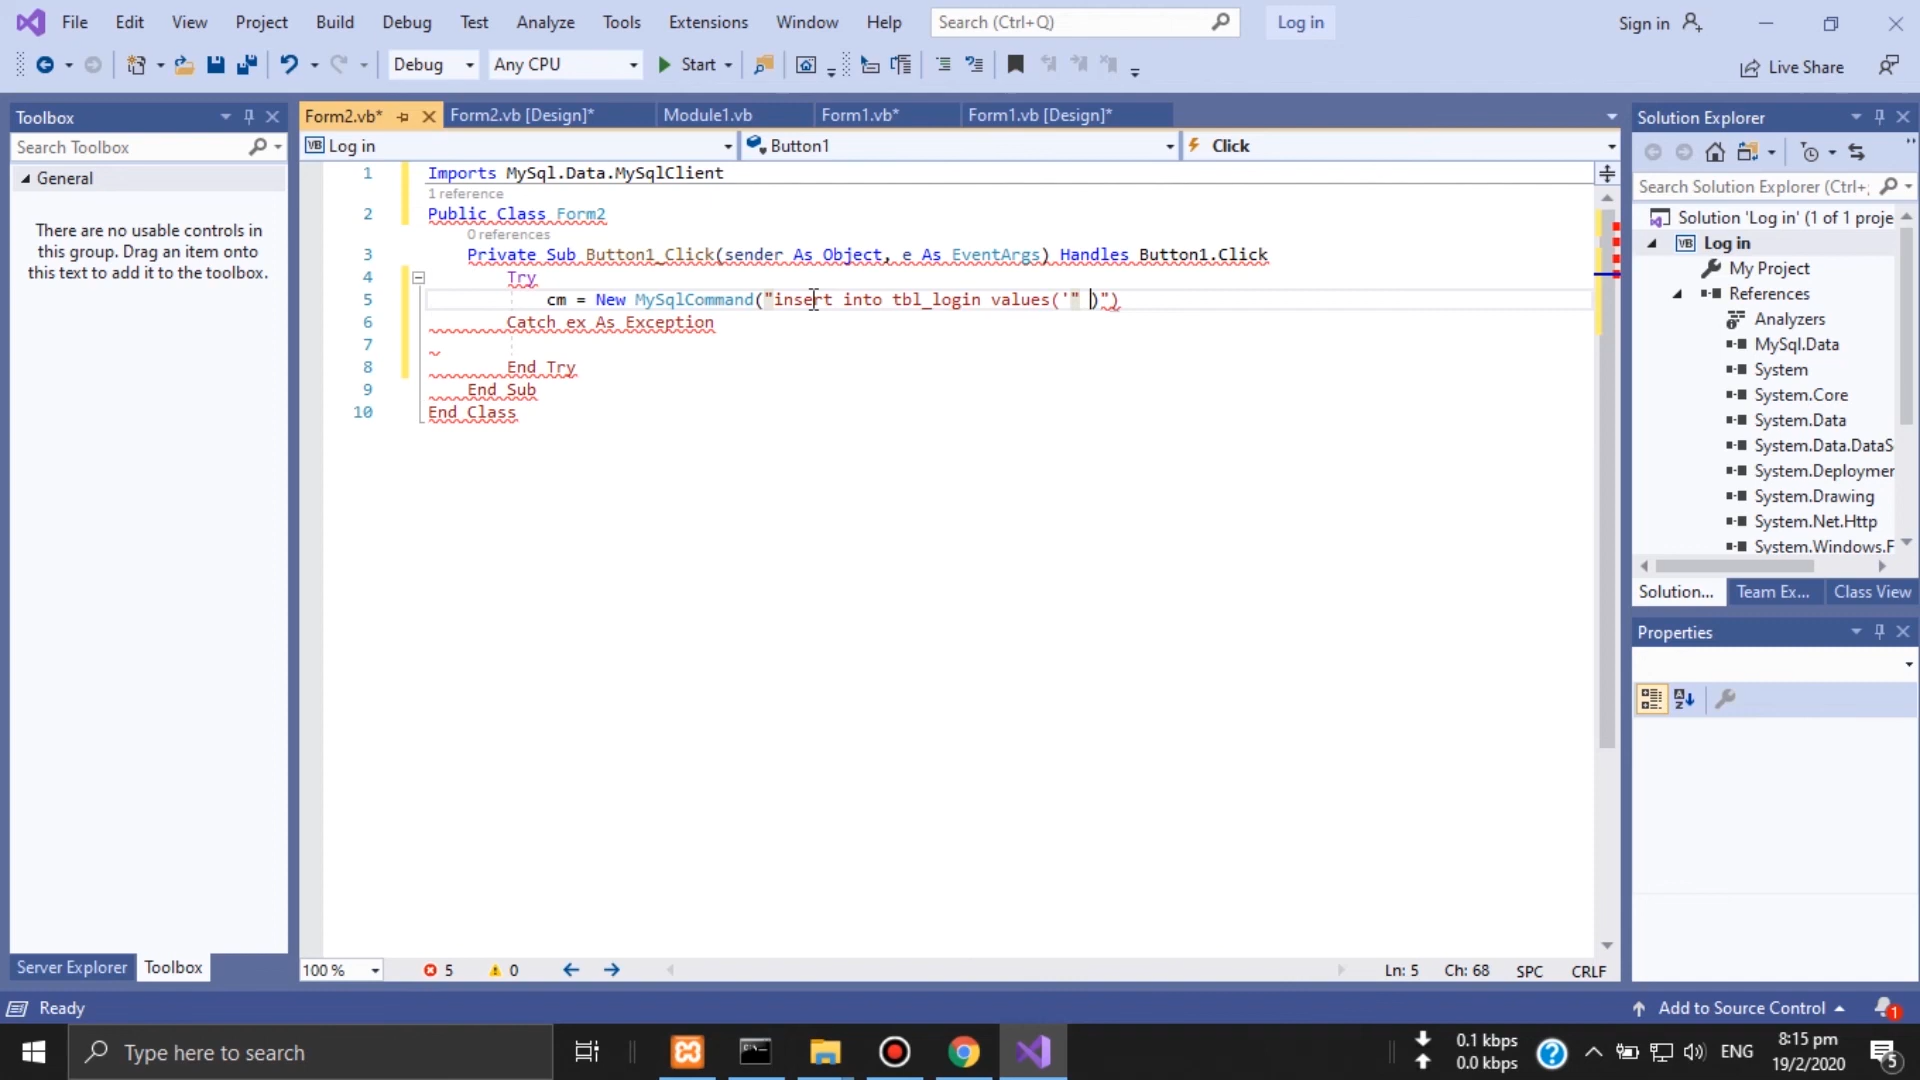 File Edit View Project Build Debug Test Analyze Tools Extensions Window Help Search (Ctrl+Q) Log in Sign in
Debug Any CPU Start Live Share
Toolbox
Search Toolbox
General
There are no usable controls in
this group. Drag an item onto
this text to add it to the toolbox.
Server Explorer Toolbox
Form2.vb* Form2.vb [Design]* Module1.vb Form1.vb* Form1.vb [Design]*
VB Log in Button1 Click
1 Imports MySql.Data.MySqlClient
1 reference
2 Public Class Form2
0 references
3 Private Sub Button1_Click(sender As Object, e As EventArgs) Handles Button1.Click
4 Try
5 cm = New MySqlCommand("insert into tbl_login values('" )")
6 Catch ex As Exception
7
8 End Try
9 End Sub
10 End Class
100 % 5 0 Ln: 5 Ch: 68 SPC CRLF
Solution Explorer
Search Solution Explorer (Ctrl+;
Solution 'Log in' (1 of 1 proje
VB Log in
My Project
References
Analyzers
MySql.Data
System
System.Core
System.Data
System.Data.DataS
System.Deploymer
System.Drawing
System.Net.Http
System.Windows.F
Solution... Team Ex... Class View
Properties
Ready Add to Source Control 1
Type here to search
0.1 kbps
0.0 kbps
ENG
8:15 pm
19/2/2020
5